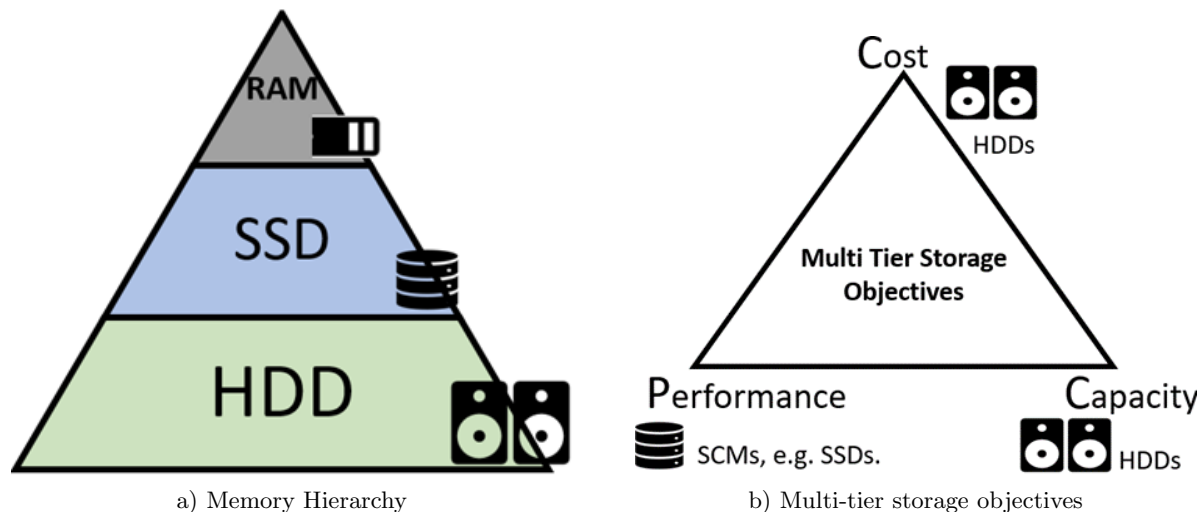 RAM
SSD
HDD
a) Memory Hierarchy
Cost
HDDs
Multi Tier Storage
Objectives
Performance
SCMs, e.g. SSDs.
Capacity
HDDs
b) Multi-tier storage objectives